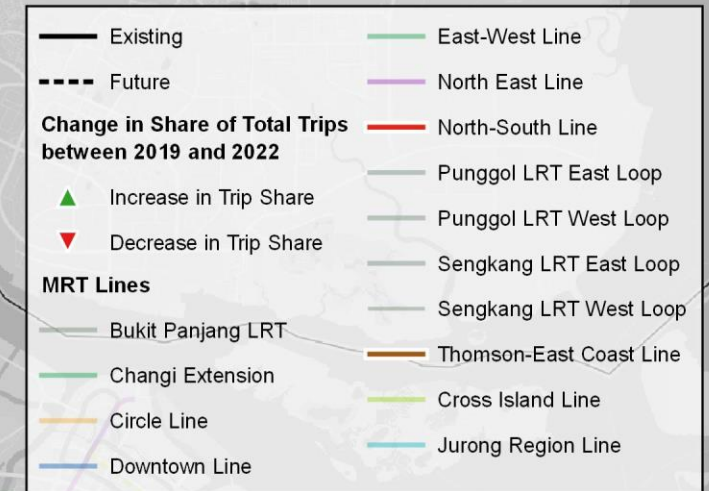 Existing
Future
Change in Share of Total Trips
between 2019 and 2022
Increase in Trip Share
Decrease in Trip Share
MRT Lines
Bukit Panjang LRT
Changi Extension
Circle Line
Downtown Line
East-West Line
North East Line
North-South Line
Punggol LRT East Loop
Punggol LRT West Loop
Sengkang LRT East Loop
Sengkang LRT West Loop
Thomson-East Coast Line
Cross Island Line
Jurong Region Line